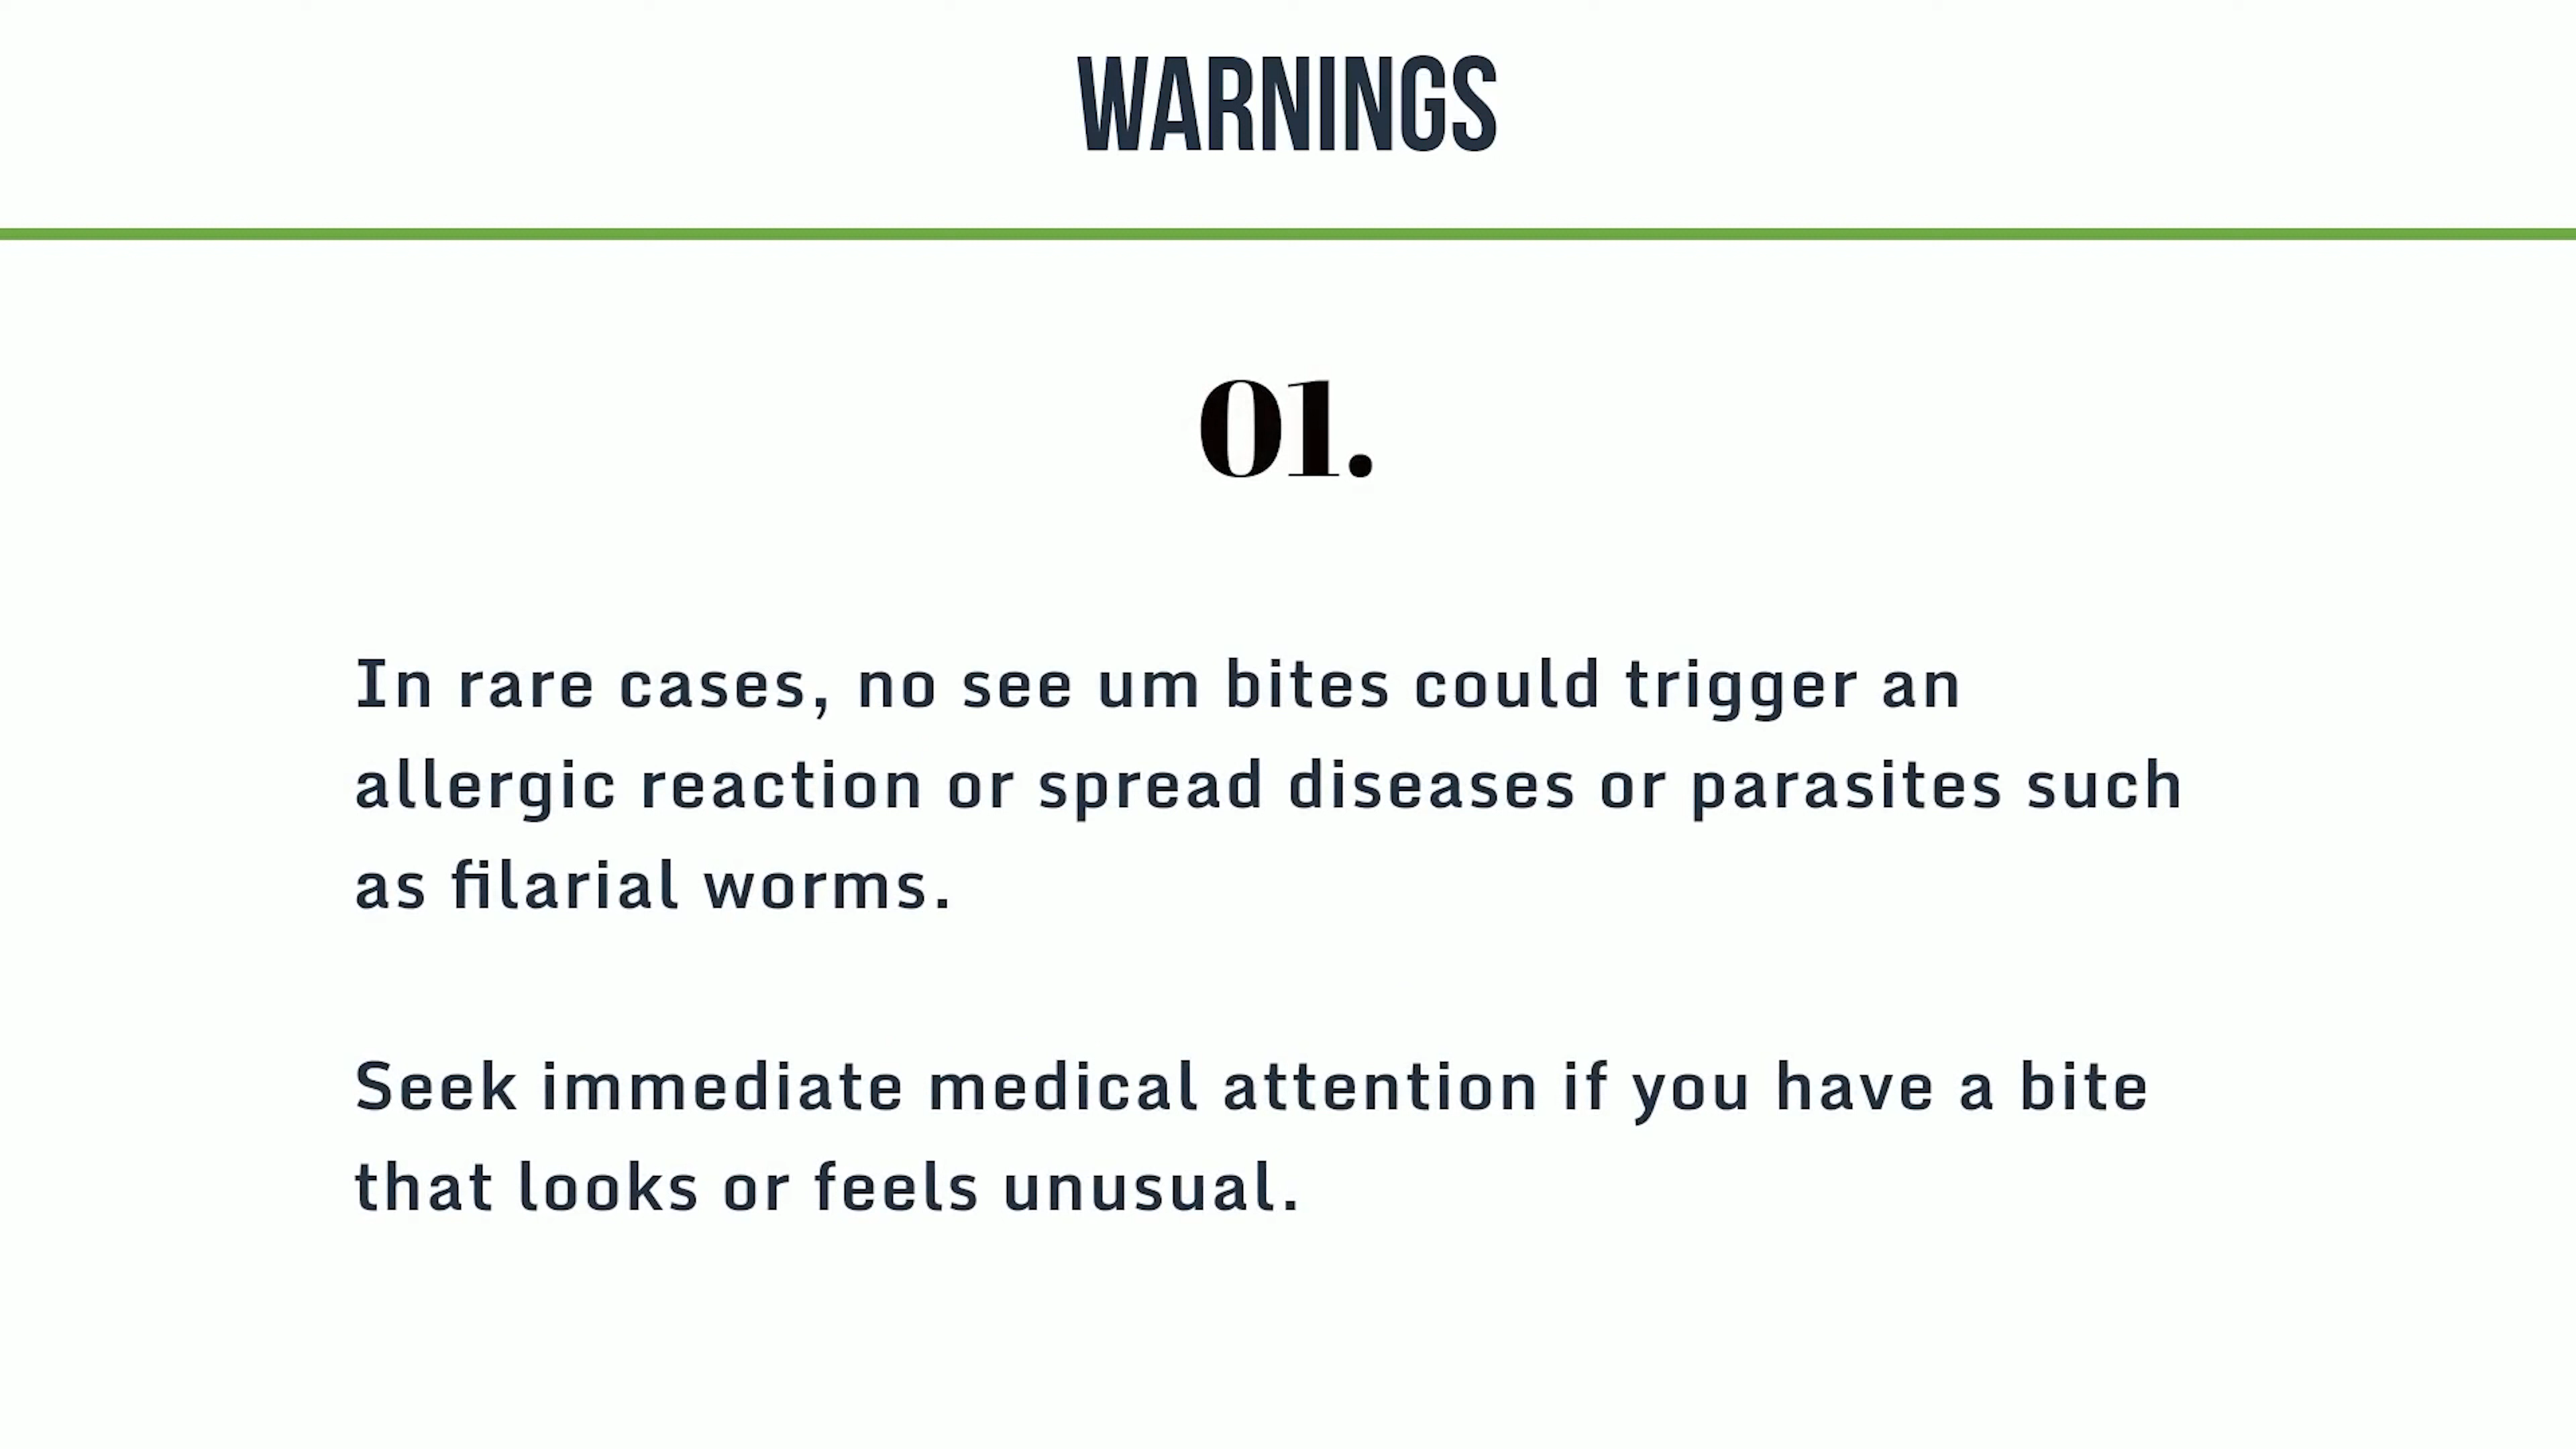 WARNINGS
01.
In rare cases, no see um bites could trigger an
allergic reaction or spread diseases or parasites such
as filarial worms.
Seek immediate medical attention if you have a bite
that looks or feels unusual.